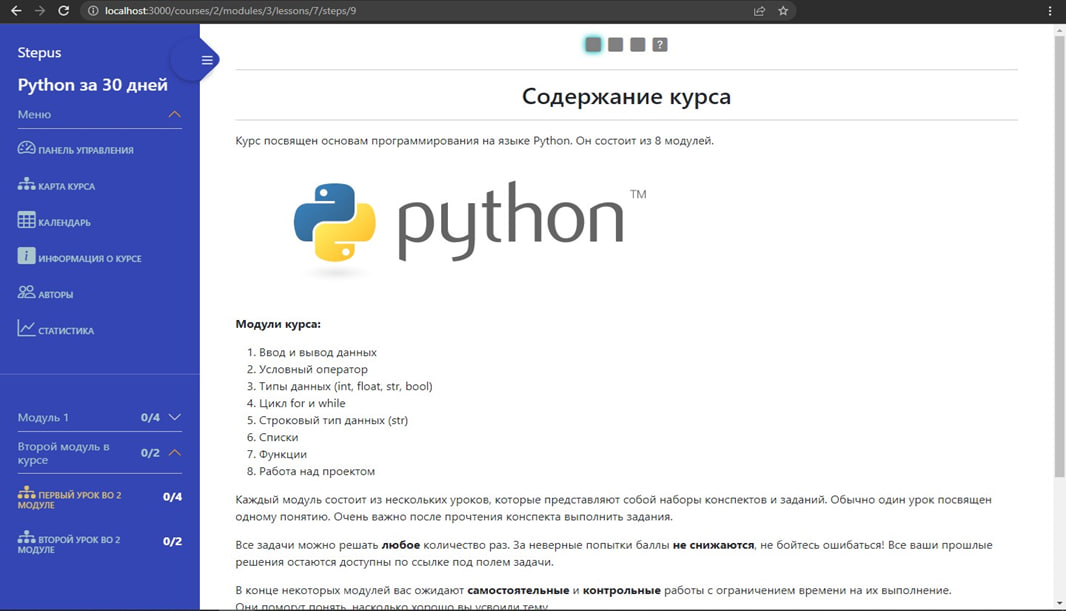 localhost:3000/courses/2/modules/3/lessons/7/steps/9
Stepus
Python за 30 дней
Меню
ПАНЕЛЬ УПРАВЛЕНИЯ
КАРТА КУРСА
КАЛЕНДАРЬ
i ИНФОРМАЦИЯ О КУРСЕ
АВТОРЫ
СТАТИСТИКА
Модуль 1 0/4
Второй модуль в 0/2
курсе
ПЕРВЫЙ УРОК ВО 2 0/4
МОДУЛЕ
ВТОРОЙ УРОК ВО 2 0/2
МОДУЛЕ
?
Содержание курса
Курс посвящен основам программирования на языке Python. Он состоит из 8 модулей.
python TM
Модули курса:
1. Ввод и вывод данных
2. Условный оператор
3. Типы данных (int, float, str, bool)
4. Цикл for и while
5. Строковый тип данных (str)
6. Списки
7. Функции
8. Работа над проектом
Каждый модуль состоит из нескольких уроков, которые представляют собой наборы конспектов и заданий. Обычно один урок посвящен
одному понятию. Очень важно после прочтения конспекта выполнить задания.
Все задачи можно решать любое количество раз. За неверные попытки баллы не снижаются, не бойтесь ошибаться! Все ваши прошлые
решения остаются доступны по ссылке под полем задачи.
В конце некоторых модулей вас ожидают самостоятельные и контрольные работы с ограничением времени на их выполнение.
Они помогут понять, насколько хорошо вы усвоили тему.